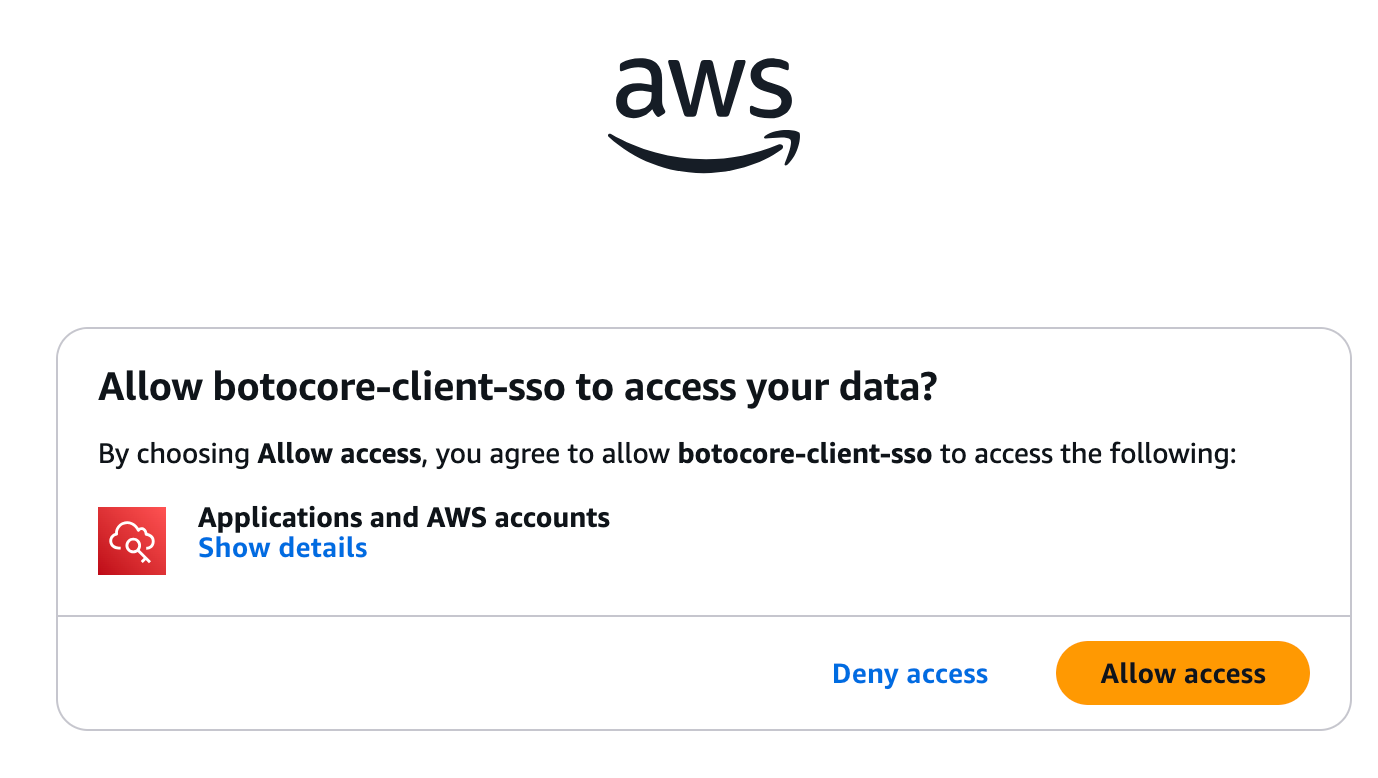 aws
Allow botocore-client-sso to access your data?
By choosing Allow access, you agree to allow botocore-client-sso to access the following:
Applications and AWS accounts
Show details
Deny access
Allow access